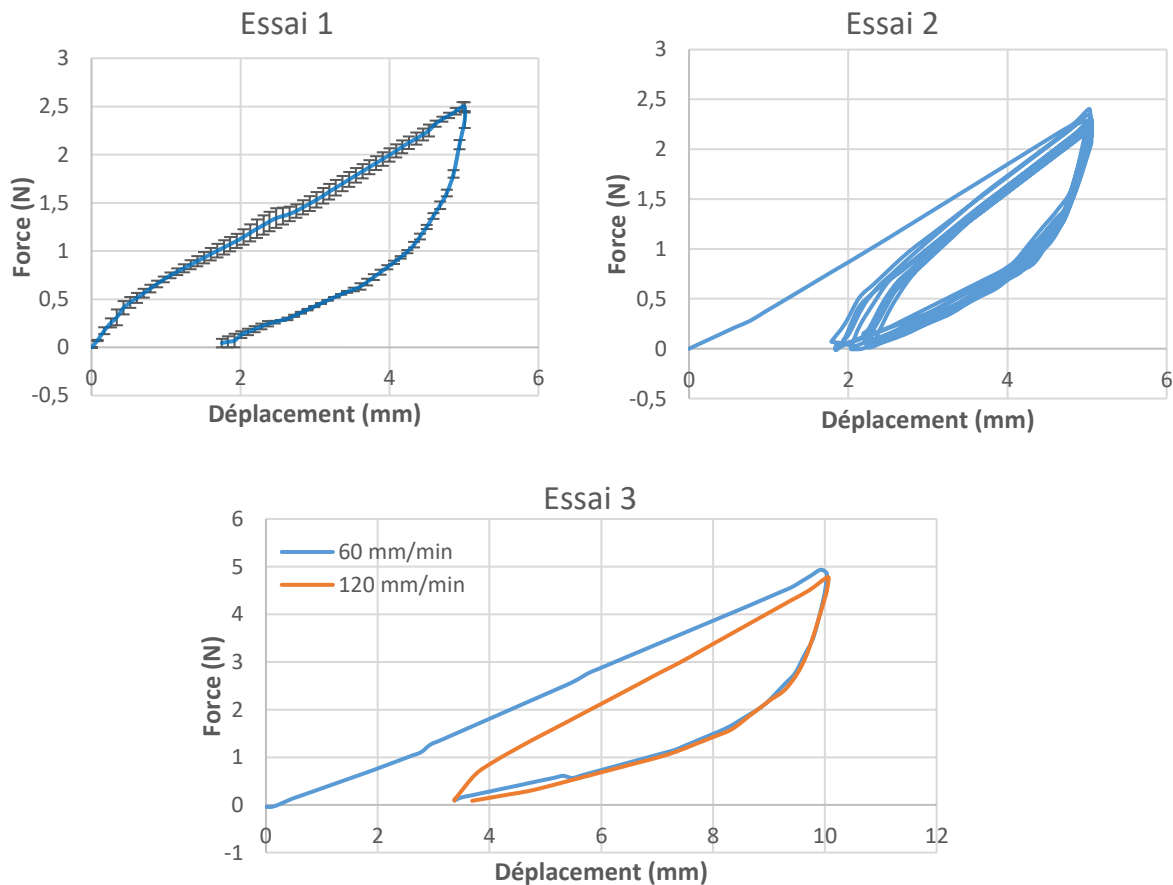 Essai 1
3
2,5
2
1,5
1
0,5
0
-0,5
0 2 4 6
Force (N)
Déplacement (mm)
Essai 2
3
2,5
2
1,5
1
0,5
0
-0,5
0 2 4 6
Force (N)
Déplacement (mm)
Essai 3
6
5
4
3
2
1
0
-1
0 2 4 6 8 10 12
60 mm/min
120 mm/min
Force (N)
Déplacement (mm)